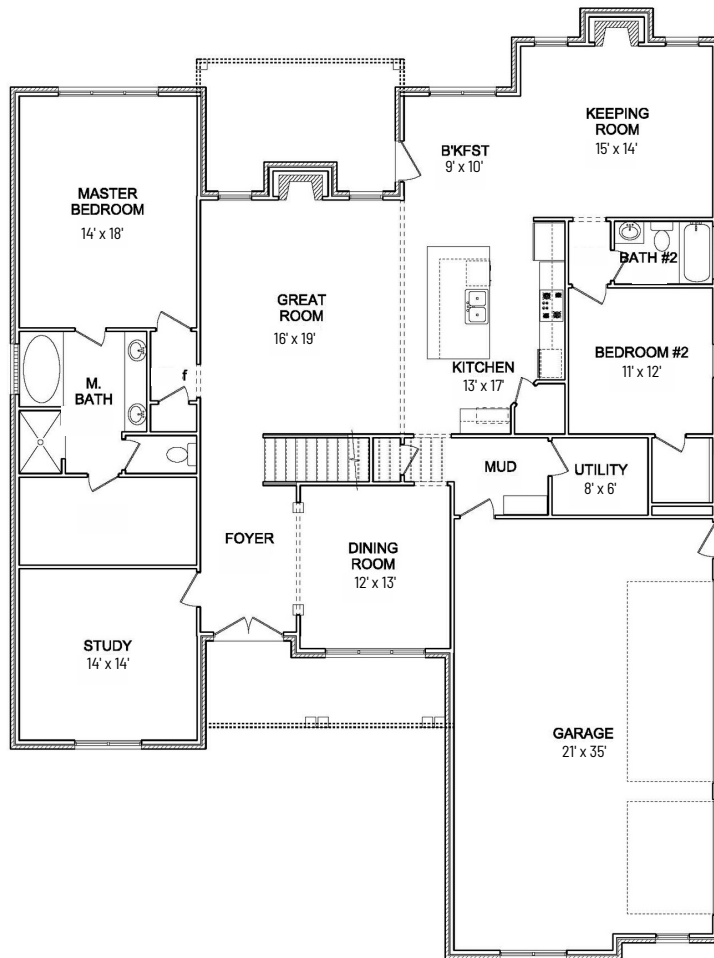 KEEPING
ROOM
15' x 14'
B'KFST
9' x 10'
MASTER
BEDROOM
14' x 18'
BATH #2
GREAT
ROOM
16' x 19'
BEDROOM #2
11' x 12'
KITCHEN
13' x 17'
f
M.
BATH
MUD
UTILITY
8' x 6'
FOYER
DINING
ROOM
12' x 13'
STUDY
14' x 14'
GARAGE
21' x 35'